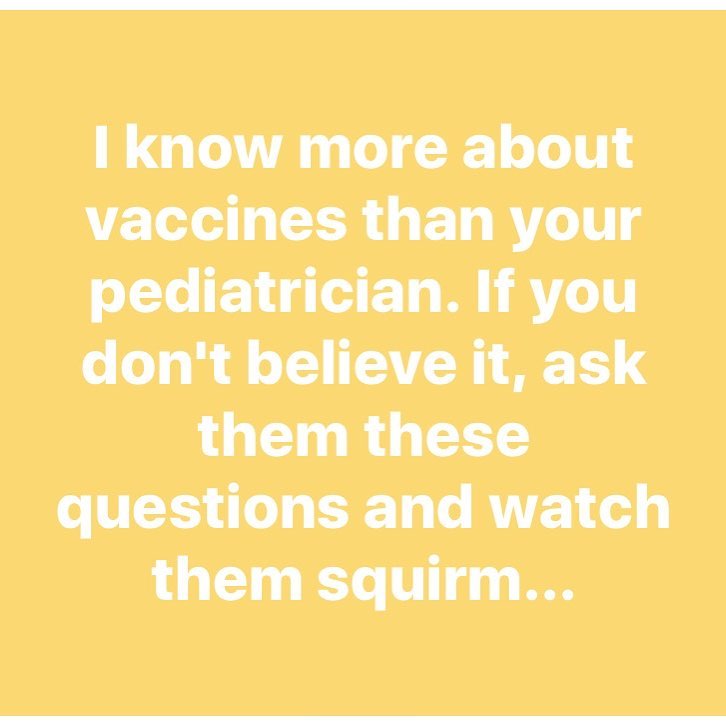 I know more about
vaccines than your
pediatrician. If you
don't believe it, ask
them these
questions and watch
them squirm...